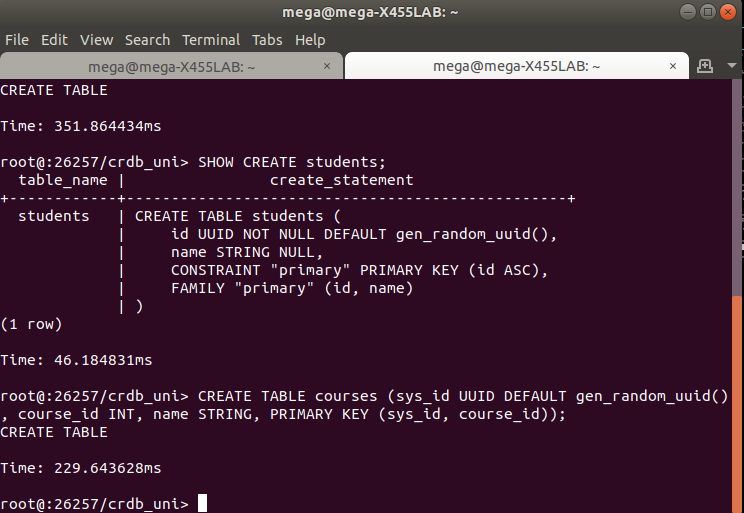 mega@mega-X455LAB: ~
File Edit View Search Terminal Tabs Help
mega@mega-X455LAB: ~ × mega@mega-X455LAB: ~ ×
CREATE TABLE

Time: 351.864434ms

root@:26257/crdb_uni> SHOW CREATE students;
  table_name |                create_statement
+------------+-------------------------------------------------+
  students   | CREATE TABLE students (
             |     id UUID NOT NULL DEFAULT gen_random_uuid(),
             |     name STRING NULL,
             |     CONSTRAINT "primary" PRIMARY KEY (id ASC),
             |     FAMILY "primary" (id, name)
             | )
(1 row)

Time: 46.184831ms

root@:26257/crdb_uni> CREATE TABLE courses (sys_id UUID DEFAULT gen_random_uuid()
, course_id INT, name STRING, PRIMARY KEY (sys_id, course_id));
CREATE TABLE

Time: 229.643628ms

root@:26257/crdb_uni>